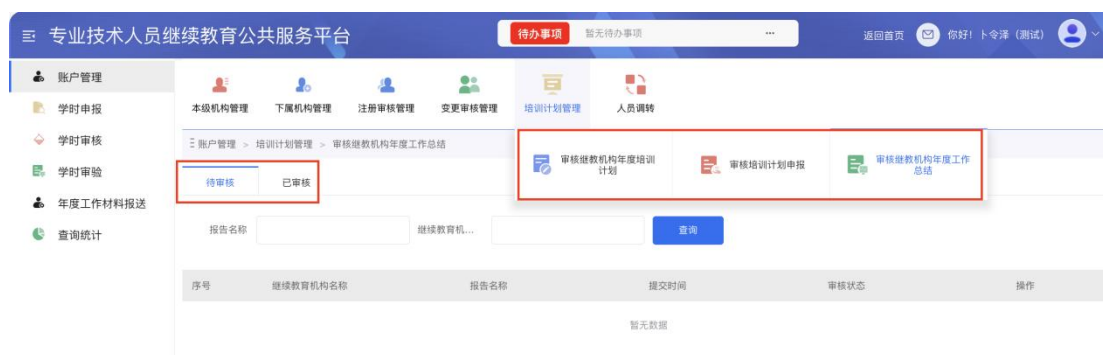 专业技术人员继续教育公共服务平台
待办事项 暂无待办事项 ...
返回首页 你好！卜令泽（测试）
账户管理
学时申报
学时审核
学时审验
年度工作材料报送
查询统计
本级机构管理 下属机构管理 注册审核管理 变更审核管理 培训计划管理 人员调转
账户管理 > 培训计划管理 > 审核继教机构年度工作总结
审核继教机构年度培训
计划
审核培训计划申报
审核继教机构年度工作
总结
待审核 已审核
报告名称 继续教育机... 查询
序号 继续教育机构名称 报告名称 提交时间 审核状态 操作
暂无数据